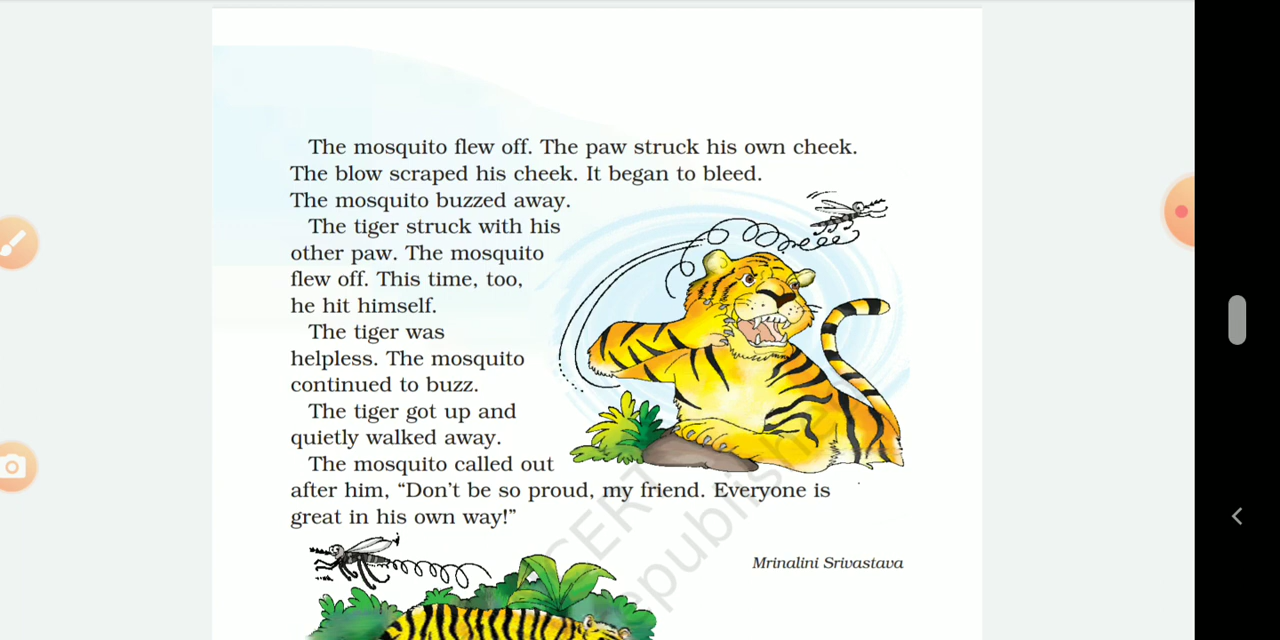 The mosquito flew off. The paw struck his own cheek.
The blow scraped his cheek. It began to bleed.
The mosquito buzzed away.
The tiger struck with his
other paw. The mosquito
flew off. This time, too,
he hit himself.
The tiger was
helpless. The mosquito
continued to buzz.
The tiger got up and
quietly walked away.
The mosquito called out
after him, “Don't be so proud, my friend. Everyone is
great in his own way!”
Mrinalini Srivastava